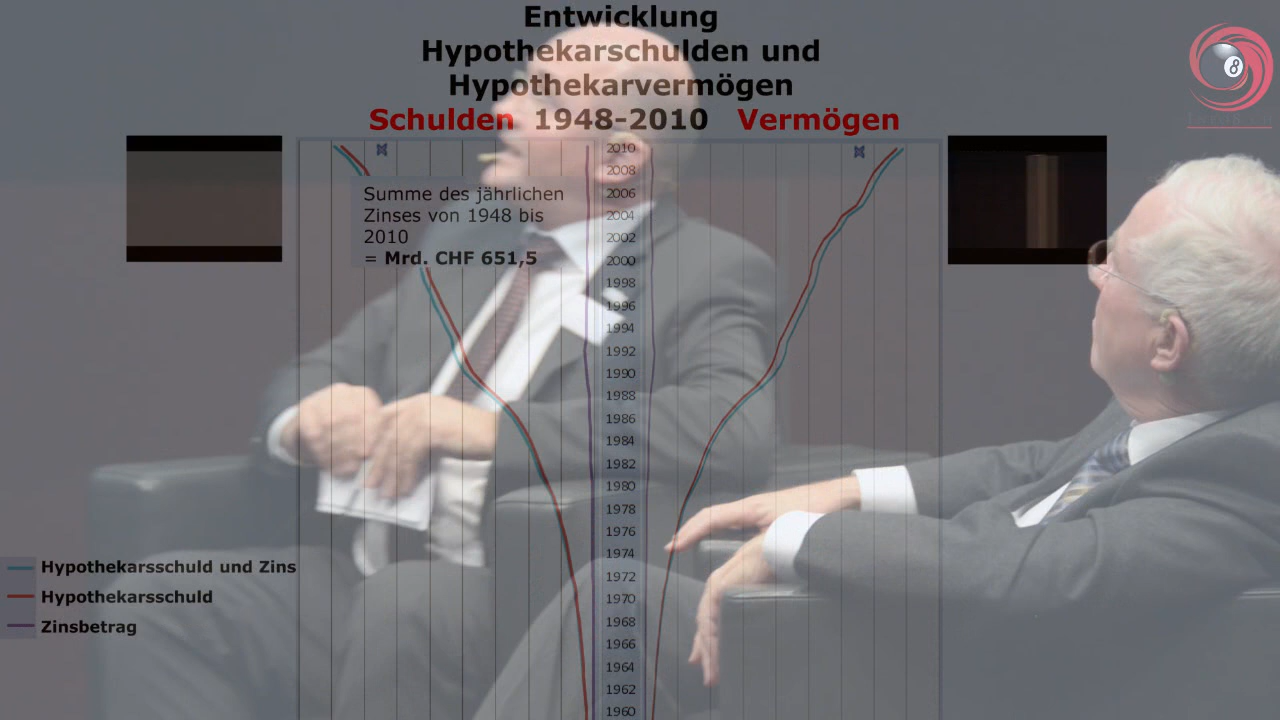 Entwicklung
Hypothekarschulden und
Hypothekarvermögen
Schulden 1948-2010 Vermögen
8
2010
2008
Summe des jährlichen
Zinses von 1948 bis
2010
= Mrd. CHF 651,5
2006
2004
2002
2000
1998
1996
1994
1992
1990
1988
1986
1984
1982
1980
1978
1976
1974
1972
1970
1968
1966
1964
1962
1960
Hypothekarsschuld und Zins
Hypothekarsschuld
Zinsbetrag